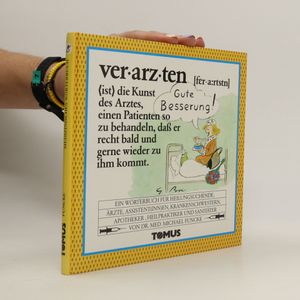 ver·arz·ten [fer-a:rtstn]
(ist) die Kunst
des Arztes,
einen Patienten so
zu behandeln, daß er
recht bald und
gerne wieder zu
ihm kommt.
Gute
Besserung!
EIN WÖRTERBUCH FÜR HEILUNGSUCHENDE,
ÄRZTE, ASSISTENTINNEN, KRANKENSCHWESTERN,
APOTHEKER, HEILPRAKTIKER UND SANITÄTER
VON DR. MED. MICHAEL FUNCKE
TOMUS